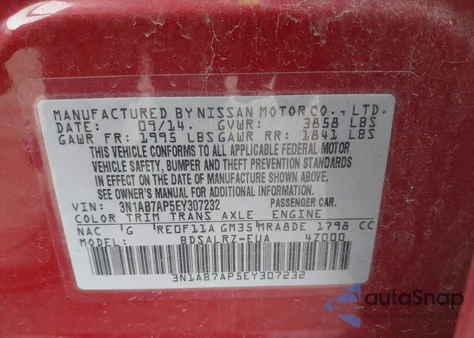 MANUFACTURED BY NISSAN MOTOR CO., LTD.
DATE: 09/14. GVWR: 3858 LBS
GAWR FR: 1995 LBS GAWR RR: 1841 LBS
THIS VEHICLE CONFORMS TO ALL APPLICABLE FEDERAL MOTOR
VEHICLE SAFETY, BUMPER AND THEFT PREVENTION STANDARDS
IN EFFECT ON THE DATE OF MANUFACTURE SHOWN ABOVE.
SEE OWNER'S MANUAL FOR ADDITIONAL INFORMATION.
VIN: 3N1AB7AP5EY307232 PASSENGER CAR.
COLOR TRIM TRANS AXLE ENGINE
NAC 'G 'RE0F11A GM35 MRA8DE 1798 CC
MODEL: BDSALRZ-EUA 4Z000
3N1AB7AP5EY307232
autoSnap